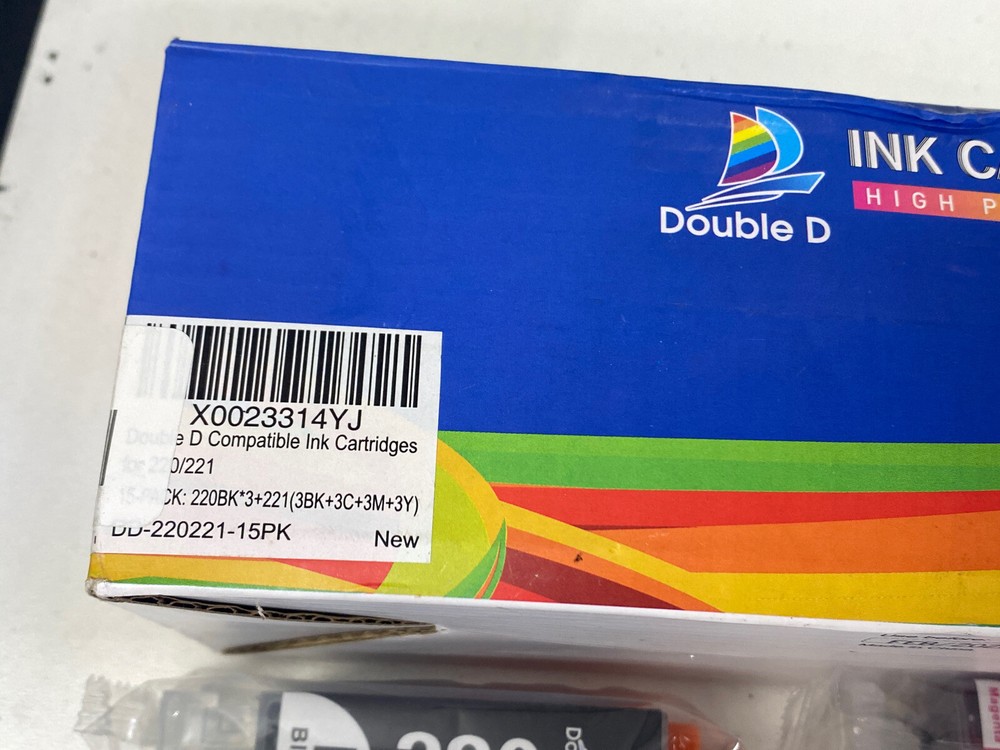 INK
HIGH P
Double D
X0023314YJ
Double D Compatible Ink Cartridges
for 220/221
15-PACK: 220BK*3+221(3BK+3C+3M+3Y)
DD-220221-15PK
New
220